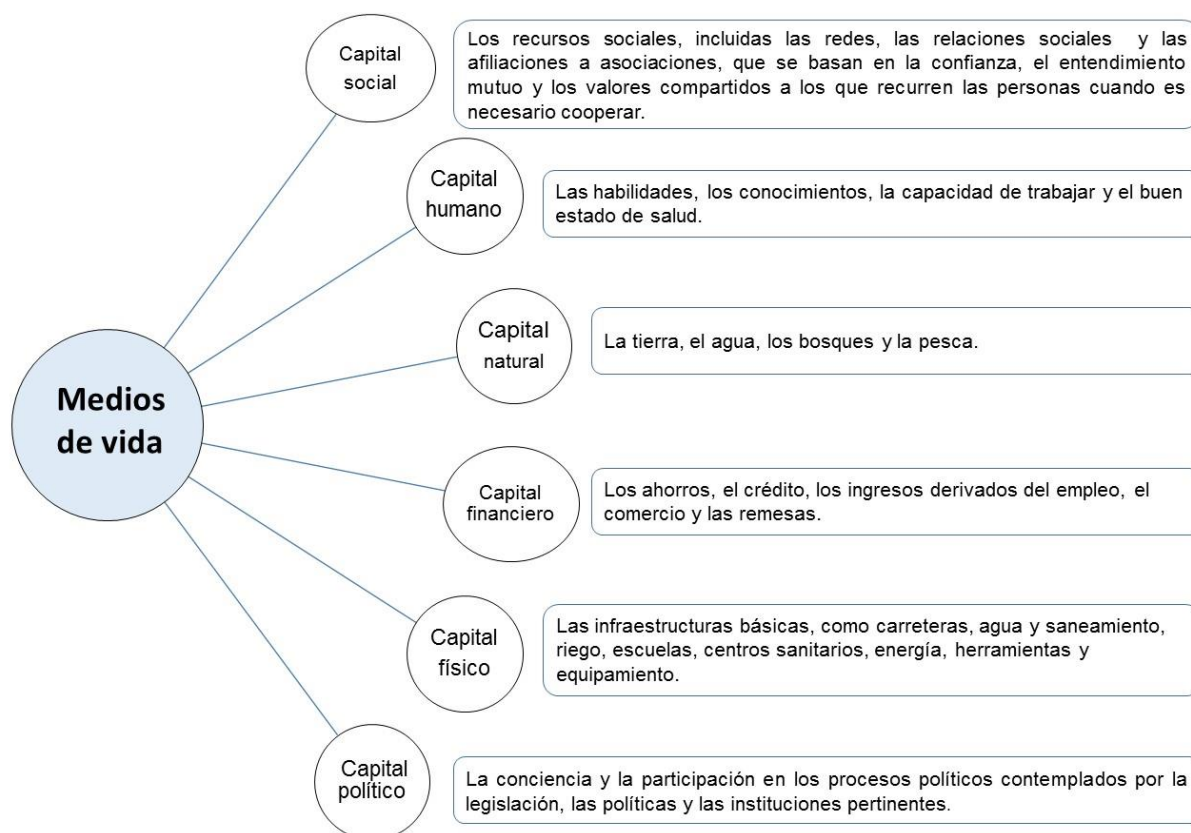 Capital
social
Los recursos sociales, incluidas las redes, las relaciones sociales y las
afiliaciones a asociaciones, que se basan en la confianza, el entendimiento
mutuo y los valores compartidos a los que recurren las personas cuando es
necesario cooperar.
Capital
humano
Las habilidades, los conocimientos, la capacidad de trabajar y el buen
estado de salud.
Capital
natural
La tierra, el agua, los bosques y la pesca.
Medios
de vida
Capital
financiero
Los ahorros, el crédito, los ingresos derivados del empleo, el
comercio y las remesas.
Capital
físico
Las infraestructuras básicas, como carreteras, agua y saneamiento,
riego, escuelas, centros sanitarios, energía, herramientas y
equipamiento.
Capital
político
La conciencia y la participación en los procesos políticos contemplados por la
legislación, las políticas y las instituciones pertinentes.